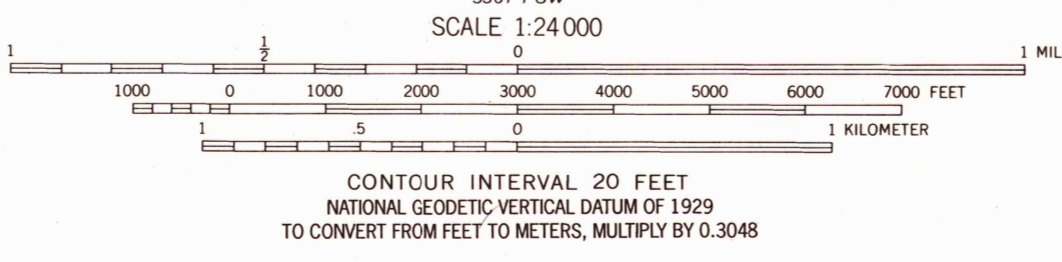 SCALE 1:24 000
1 1/2 0 1 MIL
1000 0 1000 2000 3000 4000 5000 6000 7000 FEET
1 .5 0 1 KILOMETER
CONTOUR INTERVAL 20 FEET
NATIONAL GEODETIC VERTICAL DATUM OF 1929
TO CONVERT FROM FEET TO METERS, MULTIPLY BY 0.3048